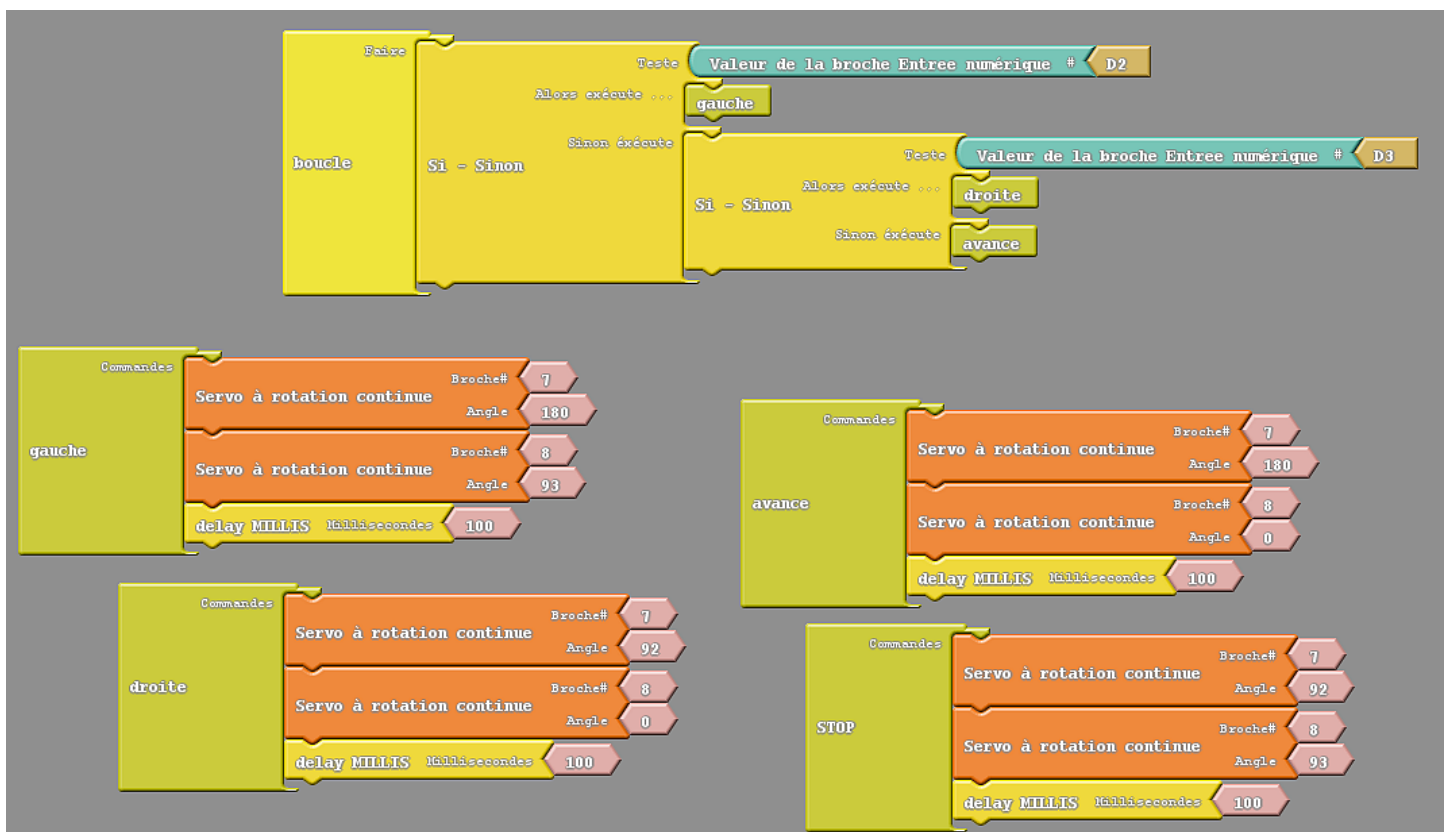 Faire
Teste Valeur de la broche Entree numérique # D2
Alors exécute ... gauche
Sinon éxécute
boucle Si - Sinon
Teste Valeur de la broche Entree numérique # D3
Alors exécute ... droite
Si - Sinon
Sinon éxécute avance
Commandes
gauche
Servo à rotation continue Broche# 7
Angle 180
Servo à rotation continue Broche# 8
Angle 93
delay MILLIS Millisecondes 100
Commandes
avance
Servo à rotation continue Broche# 7
Angle 180
Servo à rotation continue Broche# 8
Angle 0
delay MILLIS Millisecondes 100
Commandes
droite
Servo à rotation continue Broche# 7
Angle 92
Servo à rotation continue Broche# 8
Angle 0
delay MILLIS Millisecondes 100
Commandes
STOP
Servo à rotation continue Broche# 7
Angle 92
Servo à rotation continue Broche# 8
Angle 93
delay MILLIS Millisecondes 100